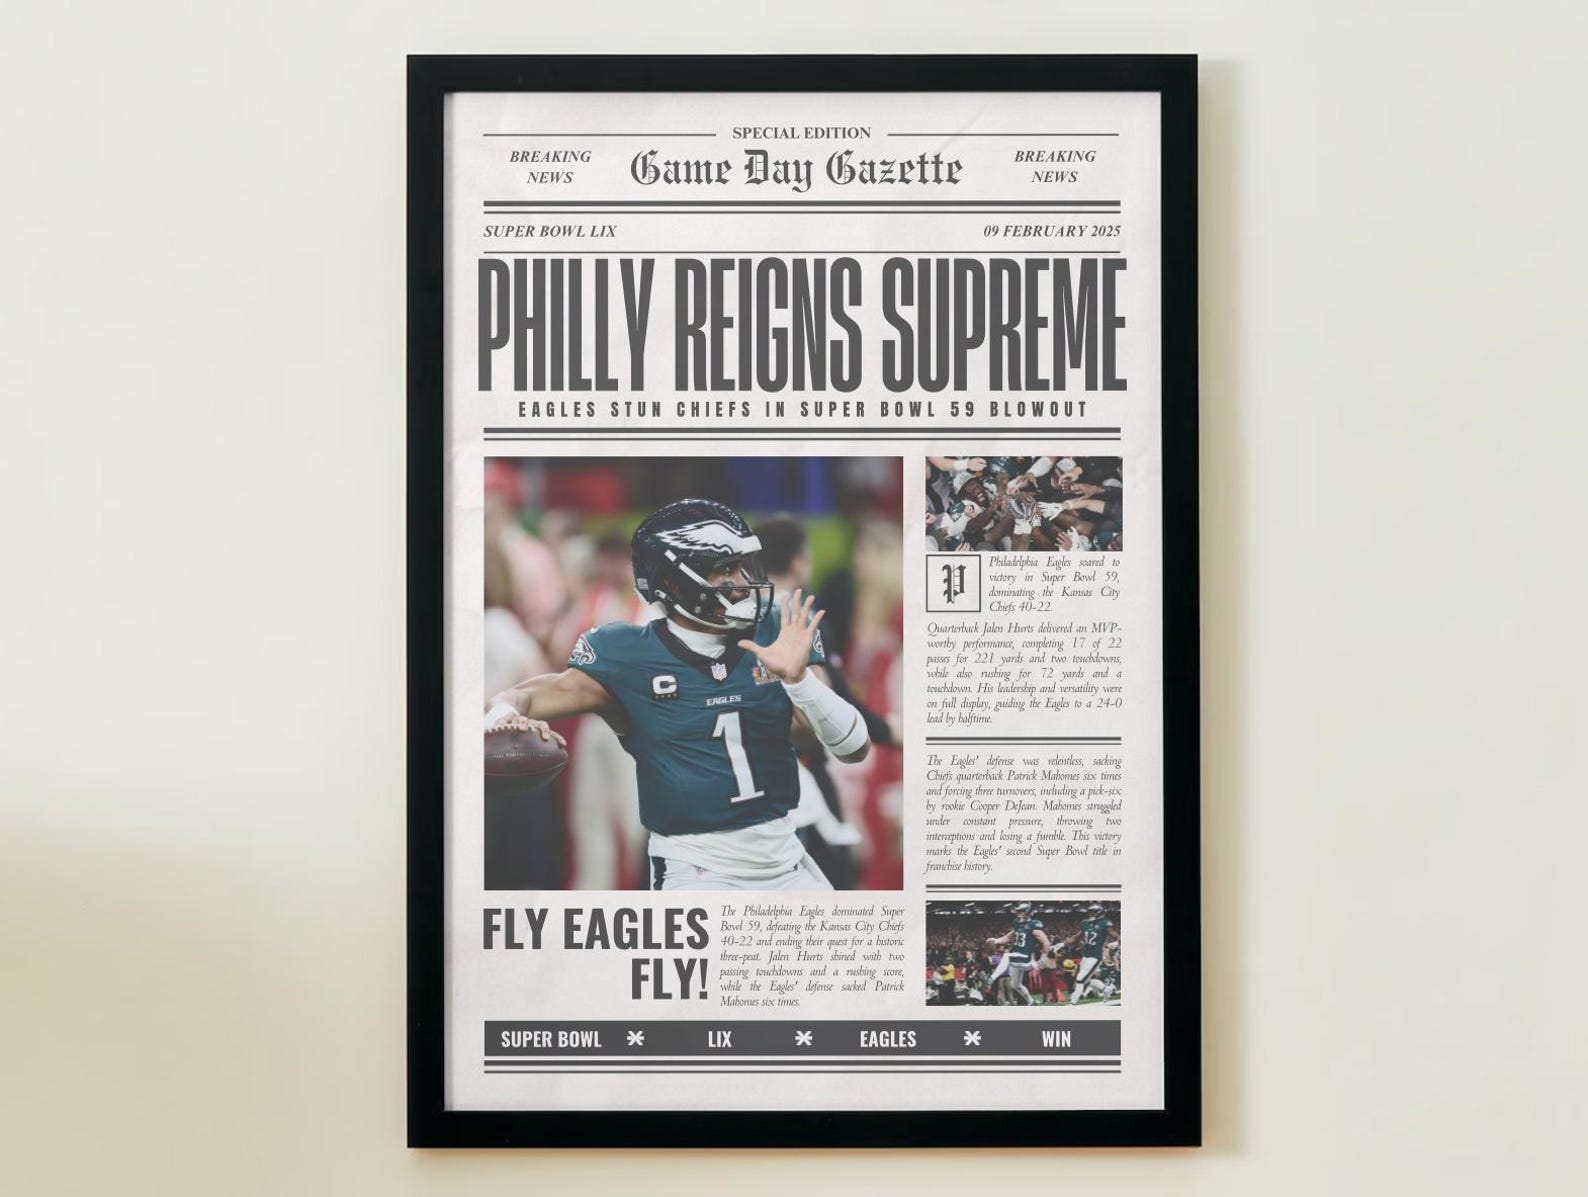 SPECIAL EDITION
BREAKING
NEWS
Game Day Gazette
BREAKING
NEWS
SUPER BOWL LIX
09 FEBRUARY 2025
PHILLY REIGNS SUPREME
EAGLES STUN CHIEFS IN SUPER BOWL 59 BLOWOUT
C
EAGLES
1
P
Philadelphia Eagles soared to
victory in Super Bowl 59,
dominating the Kansas City
Chiefs 40-22.
Quarterback Jalen Hurts delivered an MVP-
worthy performance, completing 17 of 22
passes for 221 yards and two touchdowns,
while also rushing for 72 yards and a
touchdown. His leadership and versatility were
on full display, guiding the Eagles to a 24-0
lead by halftime.
The Eagles' defense was relentless, sacking
Chiefs quarterback Patrick Mahomes six times
and forcing three turnovers, including a pick-six
by rookie Cooper DeJean. Mahomes struggled
under constant pressure, throwing two
interceptions and losing a fumble. This victory
marks the Eagles' second Super Bowl title in
franchise history.
33
FLY EAGLES
FLY!
The Philadelphia Eagles dominated Super
Bowl 59, defeating the Kansas City Chiefs
40-22 and ending their quest for a historic
three-peat. Jalen Hurts shined with two
passing touchdowns and a rushing score,
while the Eagles' defense sacked Patrick
Mahomes six times.
SUPER BOWL LIX EAGLES WIN